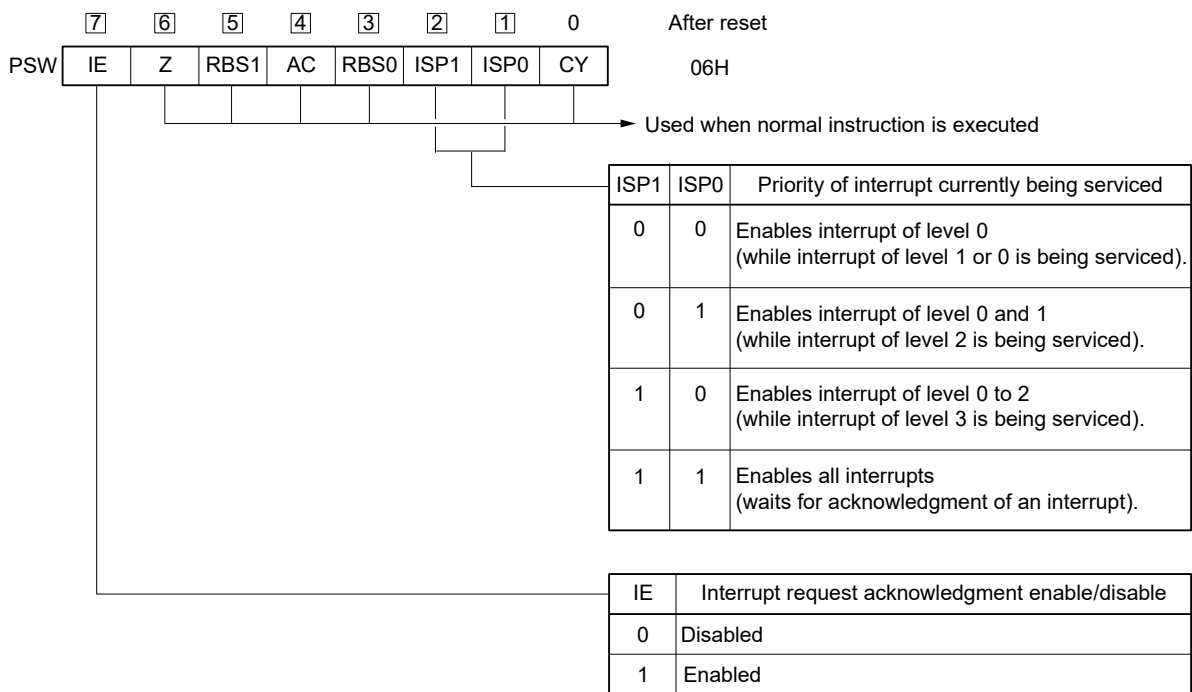 7 6 5 4 3 2 1 0 After reset
PSW IE Z RBS1 AC RBS0 ISP1 ISP0 CY 06H
Used when normal instruction is executed
ISP1 ISP0 Priority of interrupt currently being serviced
0 0 Enables interrupt of level 0
(while interrupt of level 1 or 0 is being serviced).
0 1 Enables interrupt of level 0 and 1
(while interrupt of level 2 is being serviced).
1 0 Enables interrupt of level 0 to 2
(while interrupt of level 3 is being serviced).
1 1 Enables all interrupts
(waits for acknowledgment of an interrupt).
IE Interrupt request acknowledgment enable/disable
0 Disabled
1 Enabled